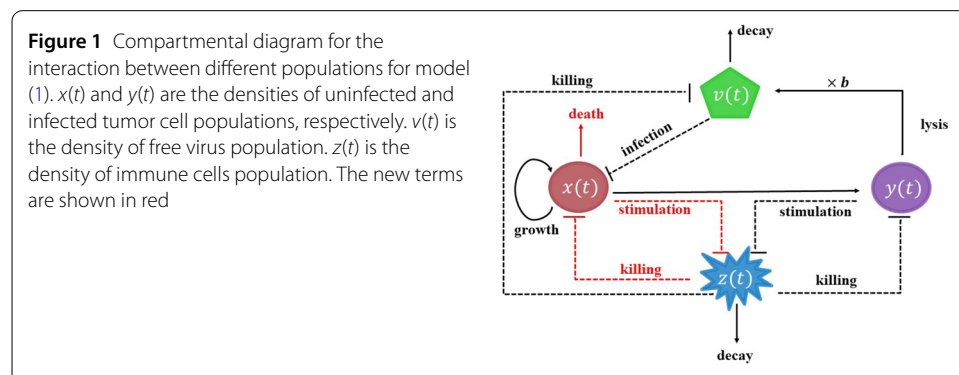 Figure 1 Compartmental diagram for the
interaction between different populations for model
(1). x(t) and y(t) are the densities of uninfected and
infected tumor cell populations, respectively. v(t) is
the density of free virus population. z(t) is the
density of immune cells population. The new terms
are shown in red
decay
killing
v(t)
× b
lysis
death
infection
x(t)
y(t)
growth
stimulation
stimulation
killing
z(t)
killing
decay